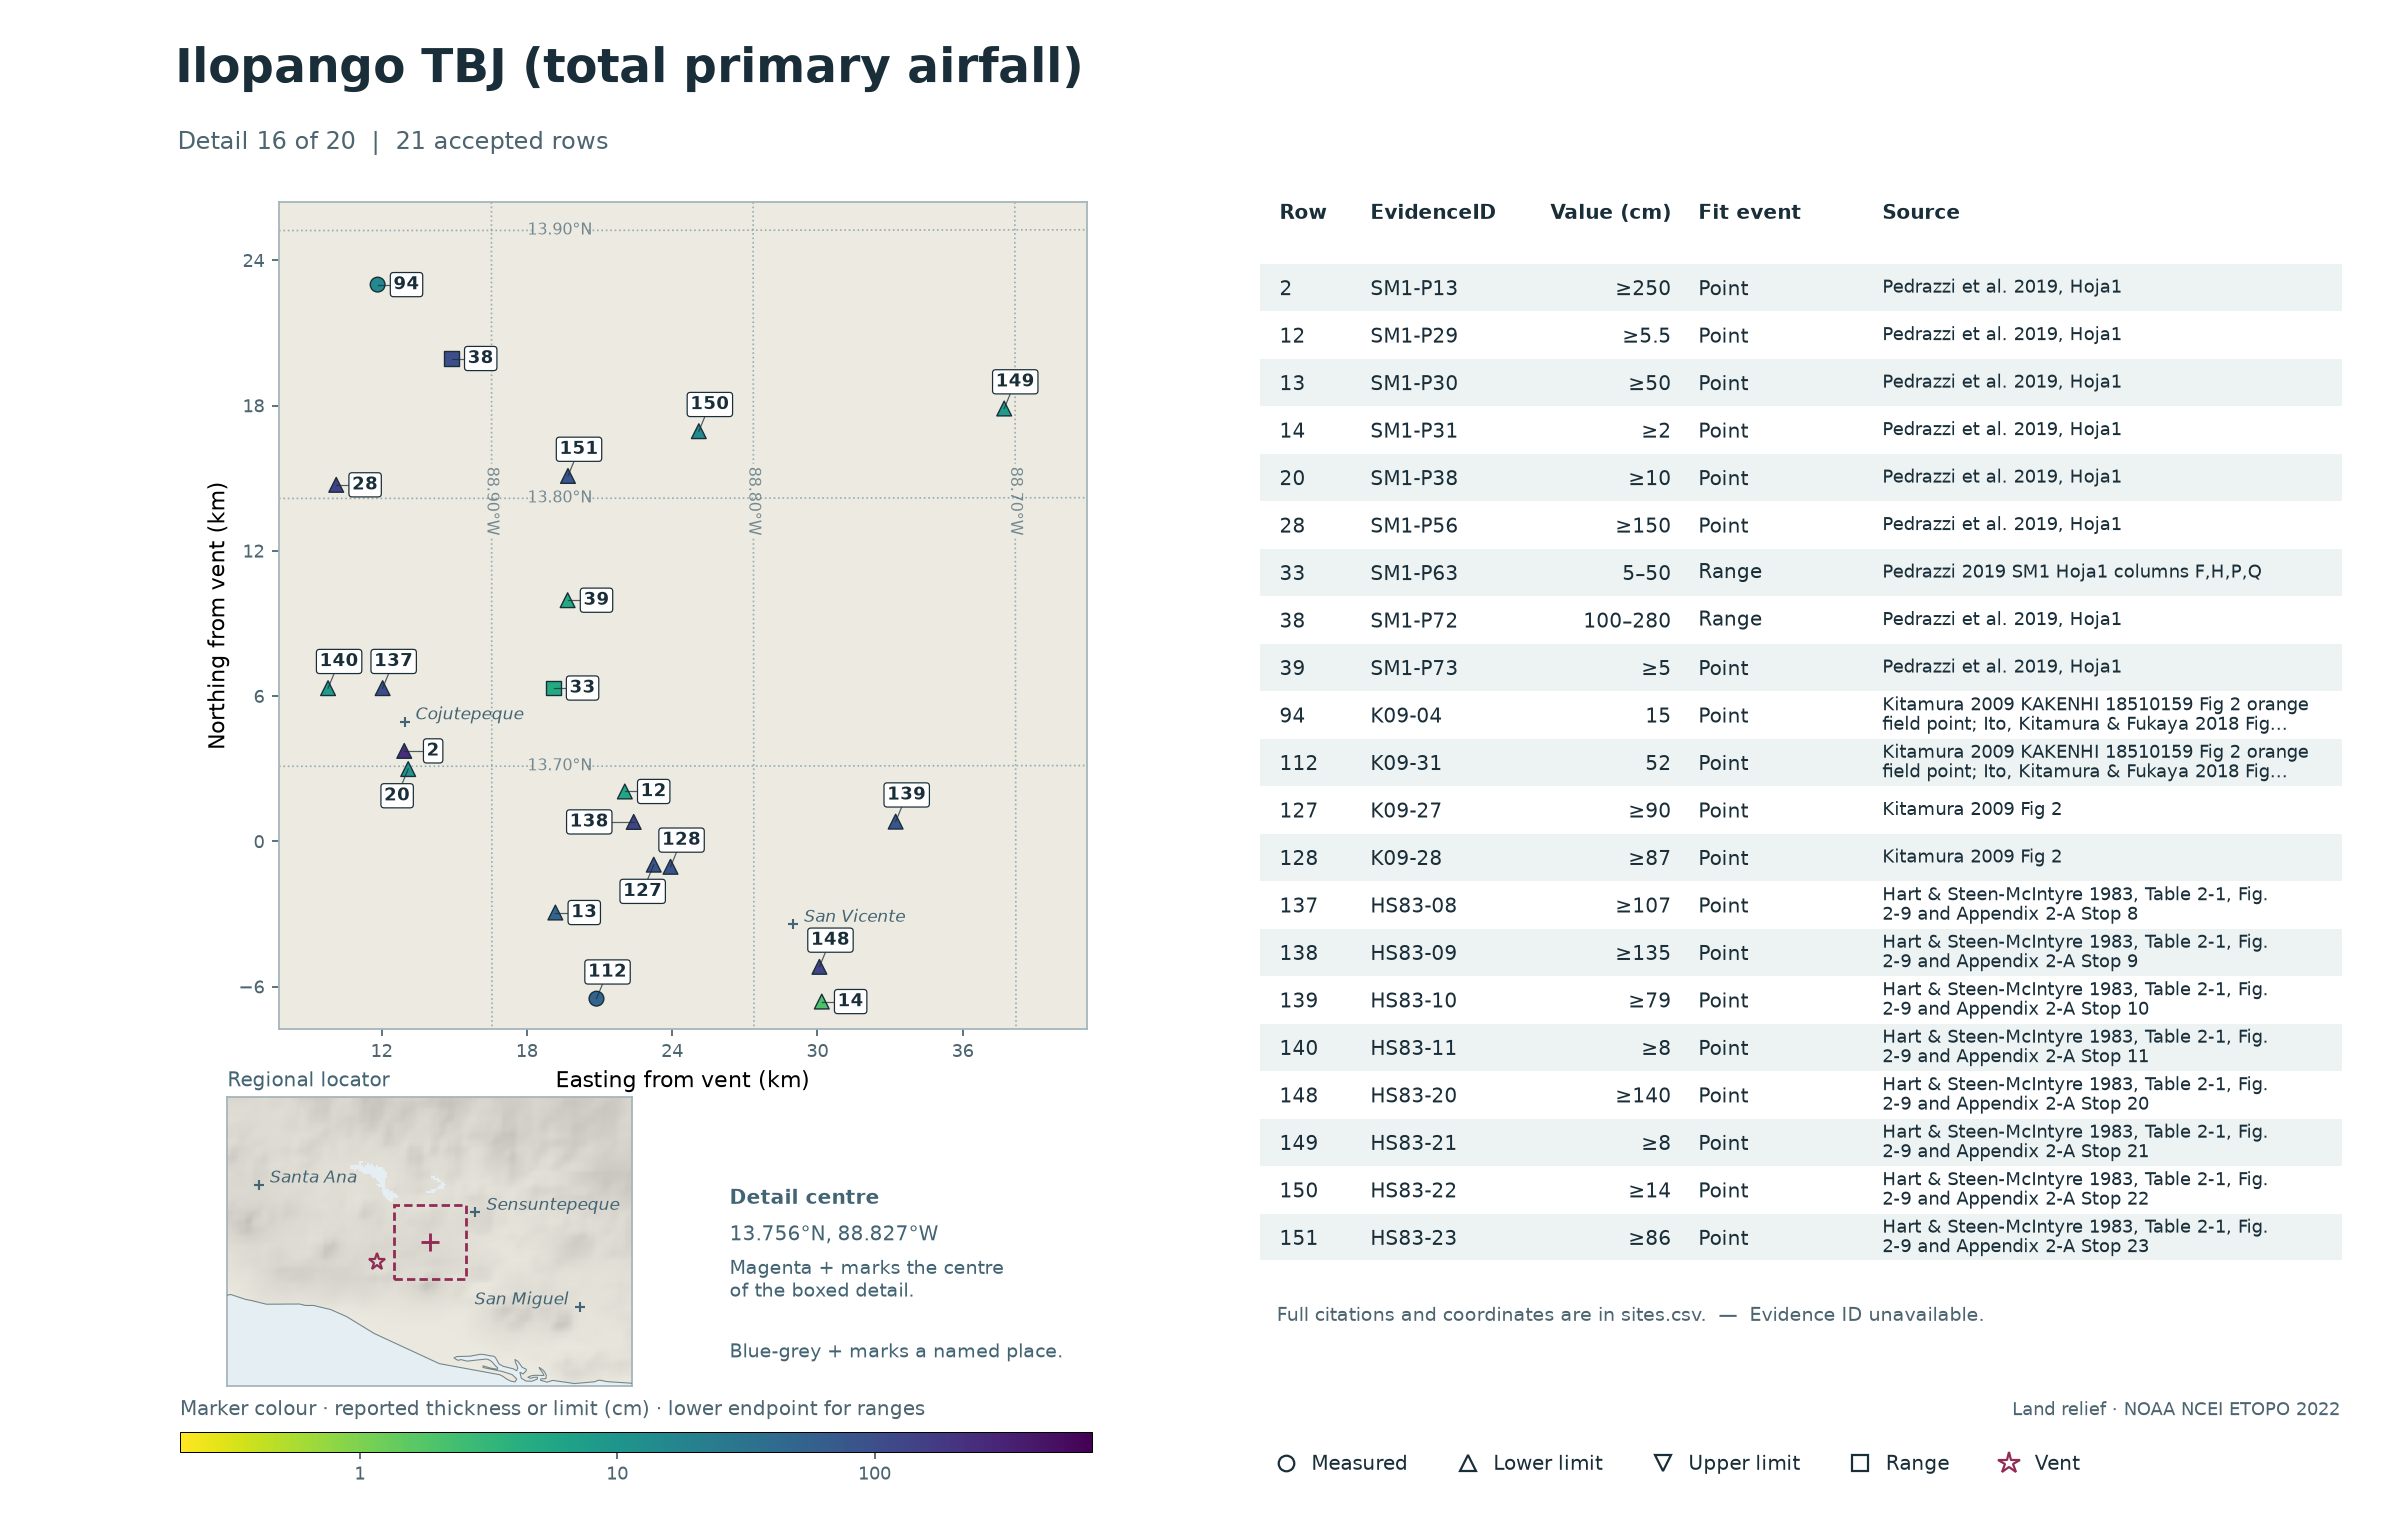 Ilopango TBJ (total primary airfall)
Detail 16 of 20 | 21 accepted rows
13.90°N
24
94
38
149
18
150
151
28
88.90°W
88.80°W
88.70°W
13.80°N
12
39
140
137
33
6
Cojutepeque
2
13.70°N
20
12
139
138
128
0
127
13
San Vicente
148
112
14
−6
12
18
24
30
36
Northing from vent (km)
Easting from vent (km)
Regional locator
Santa Ana
Sensuntepeque
San Miguel
Detail centre
13.756°N, 88.827°W
Magenta + marks the centre
of the boxed detail.
Blue-grey + marks a named place.
Marker colour · reported thickness or limit (cm) · lower endpoint for ranges
1
10
100
Row EvidenceID Value (cm) Fit event Source
2 SM1-P13 ≥250 Point Pedrazzi et al. 2019, Hoja1
12 SM1-P29 ≥5.5 Point Pedrazzi et al. 2019, Hoja1
13 SM1-P30 ≥50 Point Pedrazzi et al. 2019, Hoja1
14 SM1-P31 ≥2 Point Pedrazzi et al. 2019, Hoja1
20 SM1-P38 ≥10 Point Pedrazzi et al. 2019, Hoja1
28 SM1-P56 ≥150 Point Pedrazzi et al. 2019, Hoja1
33 SM1-P63 5–50 Range Pedrazzi 2019 SM1 Hoja1 columns F,H,P,Q
38 SM1-P72 100–280 Range Pedrazzi et al. 2019, Hoja1
39 SM1-P73 ≥5 Point Pedrazzi et al. 2019, Hoja1
94 K09-04 15 Point Kitamura 2009 KAKENHI 18510159 Fig 2 orange
field point; Ito, Kitamura & Fukaya 2018 Fig…
112 K09-31 52 Point Kitamura 2009 KAKENHI 18510159 Fig 2 orange
field point; Ito, Kitamura & Fukaya 2018 Fig…
127 K09-27 ≥90 Point Kitamura 2009 Fig 2
128 K09-28 ≥87 Point Kitamura 2009 Fig 2
137 HS83-08 ≥107 Point Hart & Steen-McIntyre 1983, Table 2-1, Fig.
2-9 and Appendix 2-A Stop 8
138 HS83-09 ≥135 Point Hart & Steen-McIntyre 1983, Table 2-1, Fig.
2-9 and Appendix 2-A Stop 9
139 HS83-10 ≥79 Point Hart & Steen-McIntyre 1983, Table 2-1, Fig.
2-9 and Appendix 2-A Stop 10
140 HS83-11 ≥8 Point Hart & Steen-McIntyre 1983, Table 2-1, Fig.
2-9 and Appendix 2-A Stop 11
148 HS83-20 ≥140 Point Hart & Steen-McIntyre 1983, Table 2-1, Fig.
2-9 and Appendix 2-A Stop 20
149 HS83-21 ≥8 Point Hart & Steen-McIntyre 1983, Table 2-1, Fig.
2-9 and Appendix 2-A Stop 21
150 HS83-22 ≥14 Point Hart & Steen-McIntyre 1983, Table 2-1, Fig.
2-9 and Appendix 2-A Stop 22
151 HS83-23 ≥86 Point Hart & Steen-McIntyre 1983, Table 2-1, Fig.
2-9 and Appendix 2-A Stop 23
Full citations and coordinates are in sites.csv. — Evidence ID unavailable.
Land relief · NOAA NCEI ETOPO 2022
Measured Lower limit Upper limit Range Vent